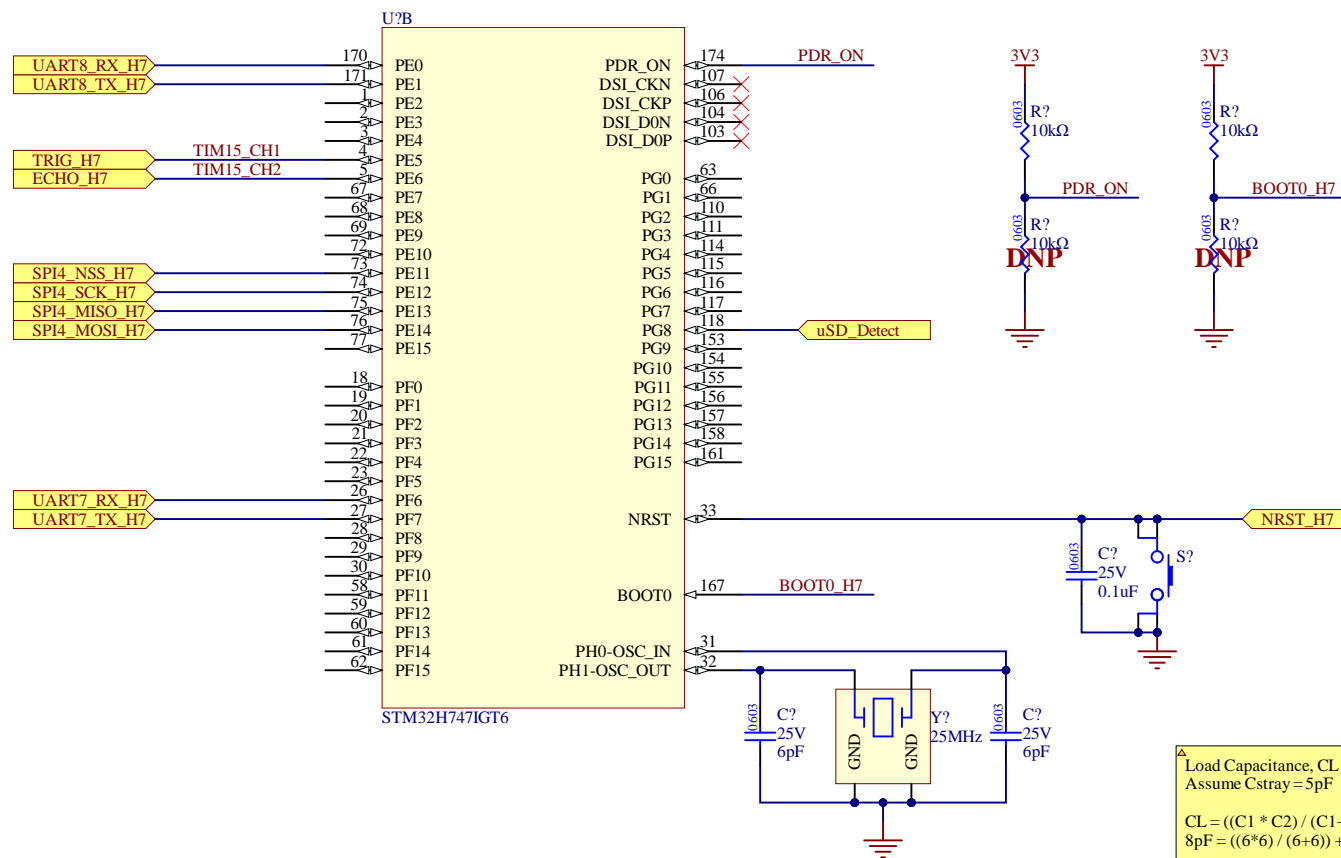 U?B
UART8_RX_H7
170
PE0
UART8_TX_H7
171
PE1
1
PE2
2
PE3
3
PE4
TRIG_H7
TIM15_CH1
4
PE5
ECHO_H7
TIM15_CH2
5
PE6
67
PE7
68
PE8
69
PE9
72
PE10
SPI4_NSS_H7
73
PE11
SPI4_SCK_H7
74
PE12
SPI4_MISO_H7
75
PE13
SPI4_MOSI_H7
76
PE14
77
PE15
18
PF0
19
PF1
20
PF2
21
PF3
22
PF4
23
PF5
UART7_RX_H7
26
PF6
UART7_TX_H7
27
PF7
28
PF8
29
PF9
30
PF10
58
PF11
59
PF12
60
PF13
61
PF14
62
PF15
PDR_ON
174
PDR_ON
DSI_CKN
107
DSI_CKP
106
DSI_D0N
104
DSI_D0P
103
PG0
63
PG1
66
PG2
110
PG3
111
PG4
114
PG5
115
PG6
116
PG7
117
PG8
118
uSD_Detect
PG9
153
PG10
154
PG11
155
PG12
156
PG13
157
PG14
158
PG15
161
NRST
33
NRST_H7
BOOT0
167
BOOT0_H7
PH0-OSC_IN
31
PH1-OSC_OUT
32
STM32H747IGT6
3V3
0603
R?
10kΩ
PDR_ON
0603
R?
10kΩ
DNP
3V3
0603
R?
10kΩ
BOOT0_H7
0603
R?
10kΩ
DNP
0603
C?
25V
0.1uF
S?
0603
C?
25V
6pF
GND
GND
Y?
25MHz
0603
C?
25V
6pF
Load Capacitance, CL
Assume Cstray = 5pF
CL = ((C1 * C2) / (C1+
8pF = ((6*6) / (6+6)) +